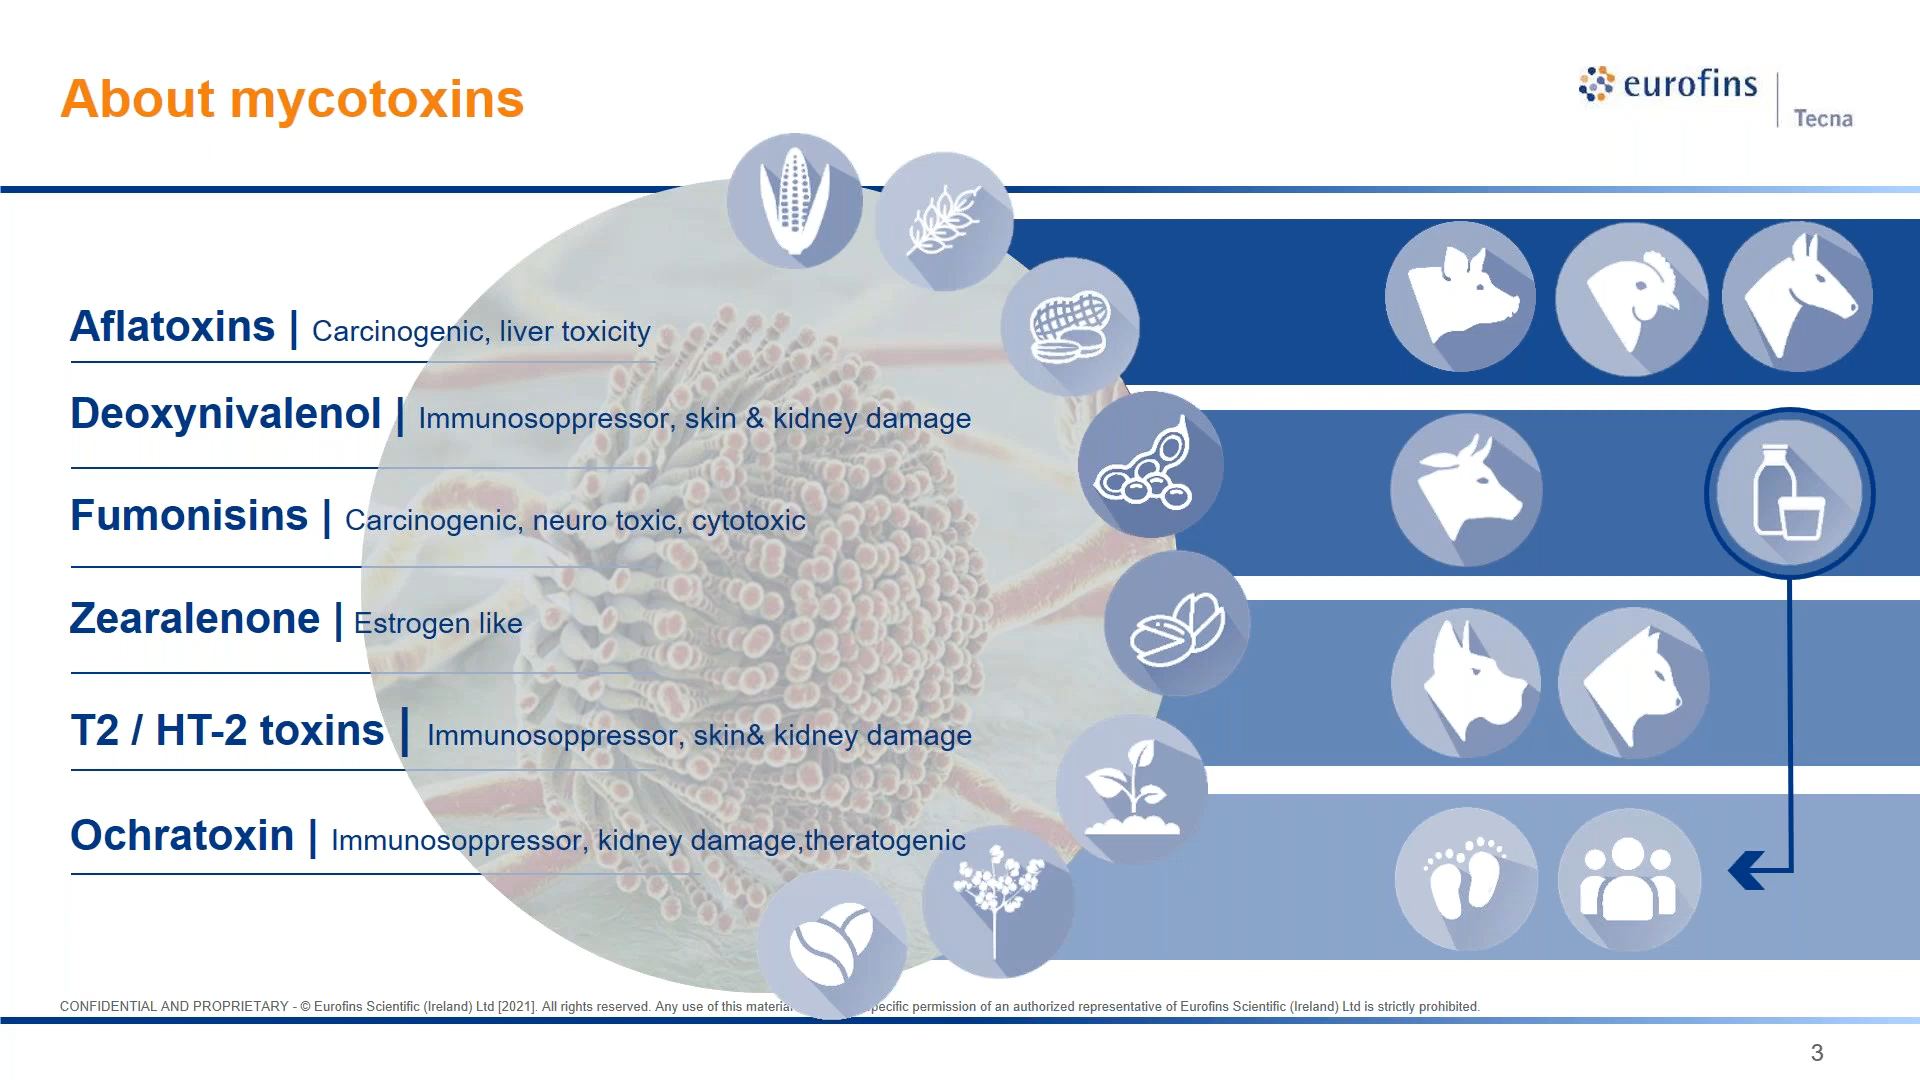 About mycotoxins
eurofins
Tecna
Aflatoxins | Carcinogenic, liver toxicity
Deoxynivalenol | Immunosoppressor, skin & kidney damage
Fumonisins | Carcinogenic, neuro toxic, cytotoxic
Zearalenone | Estrogen like
T2 / HT-2 toxins | Immunosoppressor, skin& kidney damage
Ochratoxin | Immunosoppressor, kidney damage,theratogenic
CONFIDENTIAL AND PROPRIETARY - © Eurofins Scientific (Ireland) Ltd [2021]. All rights reserved. Any use of this permission of an authorized representative of Eurofins Scientific (Ireland) Ltd is strictly prohibited.
3